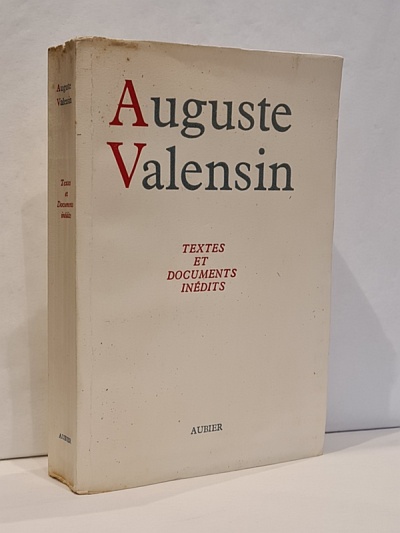 Auguste
Valensin
TEXTES
ET
DOCUMENTS
INÉDITS
AUBIER
Auguste
Valensin
Textes
et
Documents
inédits
AUBIER